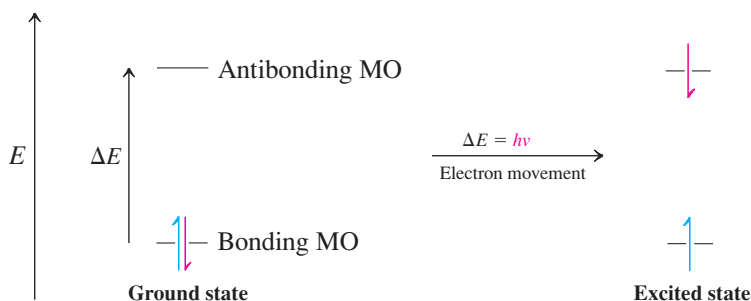 Antibonding MO
E
ΔE
ΔE = hν
Electron movement
Bonding MO
Ground state
Excited state